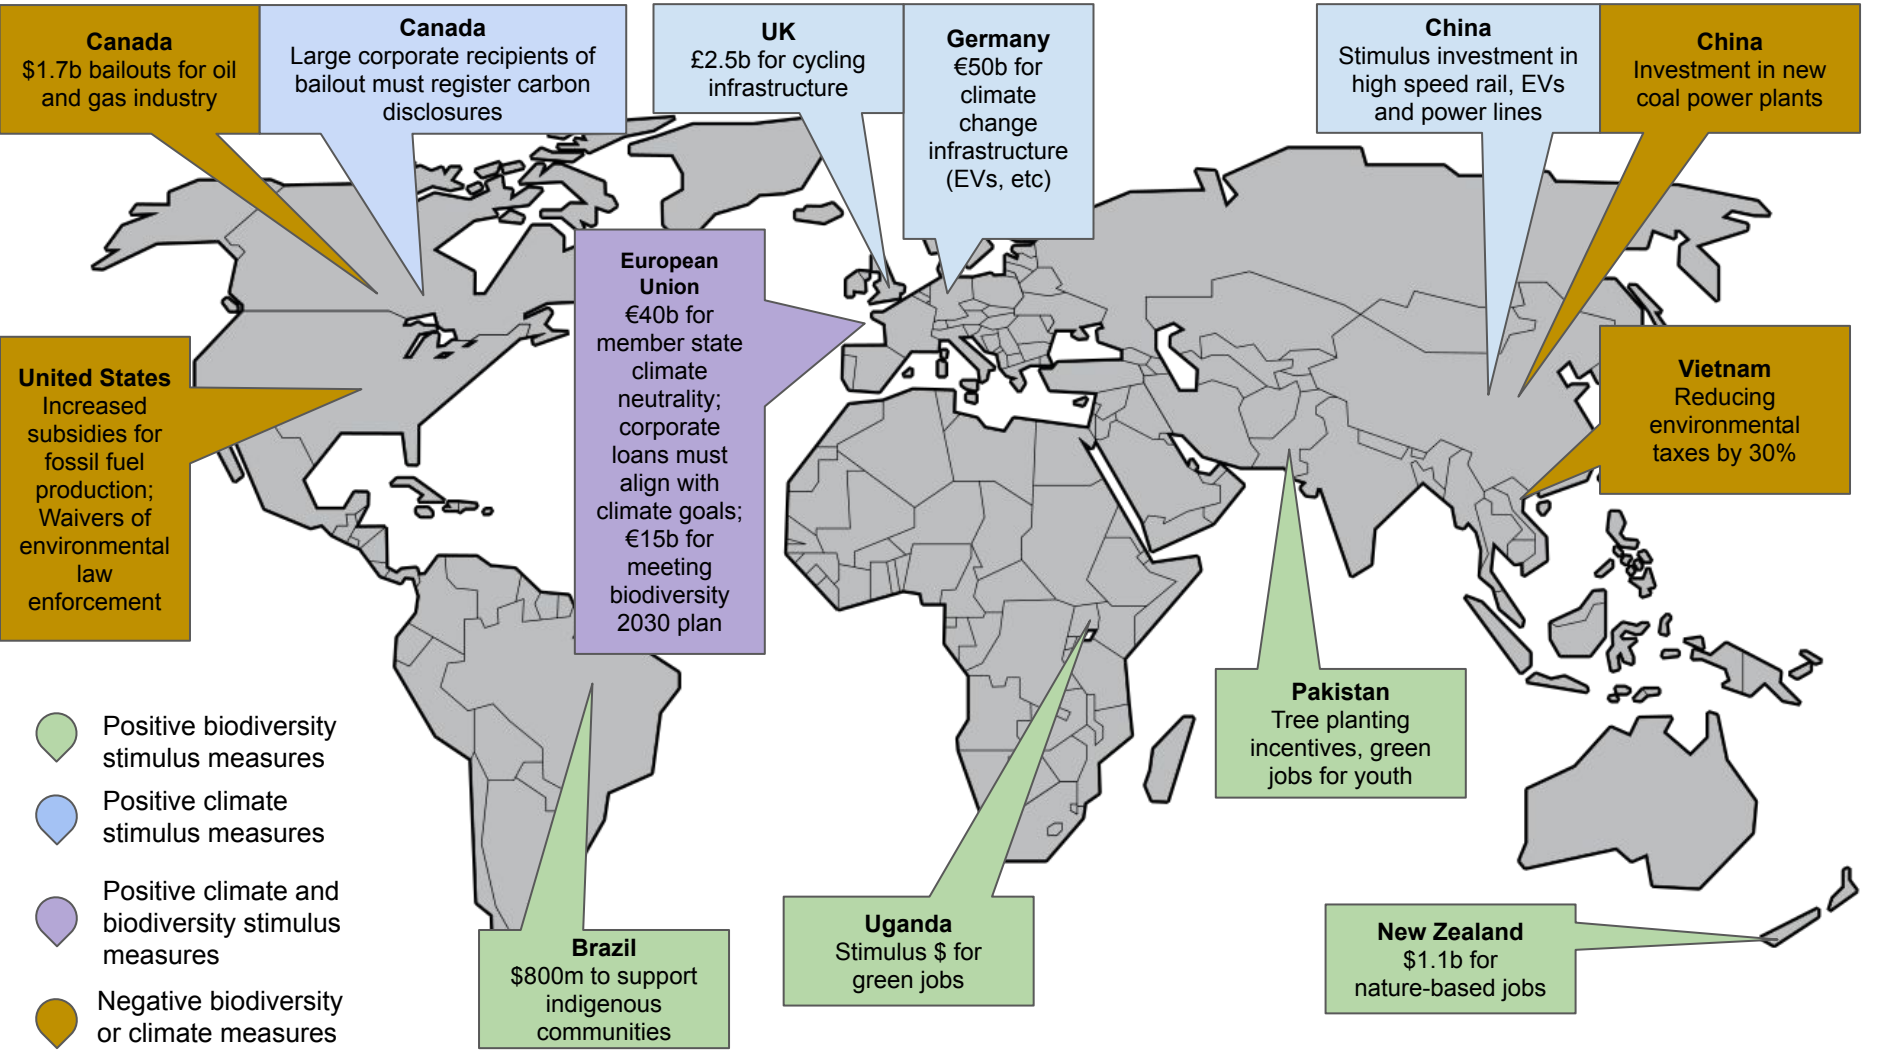 Canada
$1.7b bailouts for oil
and gas industry
Canada
Large corporate recipients of
bailout must register carbon
disclosures
UK
£2.5b for cycling
infrastructure
Germany
€50b for
climate
change
infrastructure
(EVs, etc)
China
Stimulus investment in
high speed rail, EVs
and power lines
China
Investment in new
coal power plants
European
Union
€40b for
member state
climate
neutrality;
corporate
loans must
align with
climate goals;
€15b for
meeting
biodiversity
2030 plan
United States
Increased
subsidies for
fossil fuel
production;
Waivers of
environmental
law
enforcement
Vietnam
Reducing
environmental
taxes by 30%
Pakistan
Tree planting
incentives, green
jobs for youth
Positive biodiversity
stimulus measures
Positive climate
stimulus measures
Positive climate and
biodiversity stimulus
measures
Negative biodiversity
or climate measures
Brazil
$800m to support
indigenous
communities
Uganda
Stimulus $ for
green jobs
New Zealand
$1.1b for
nature-based jobs